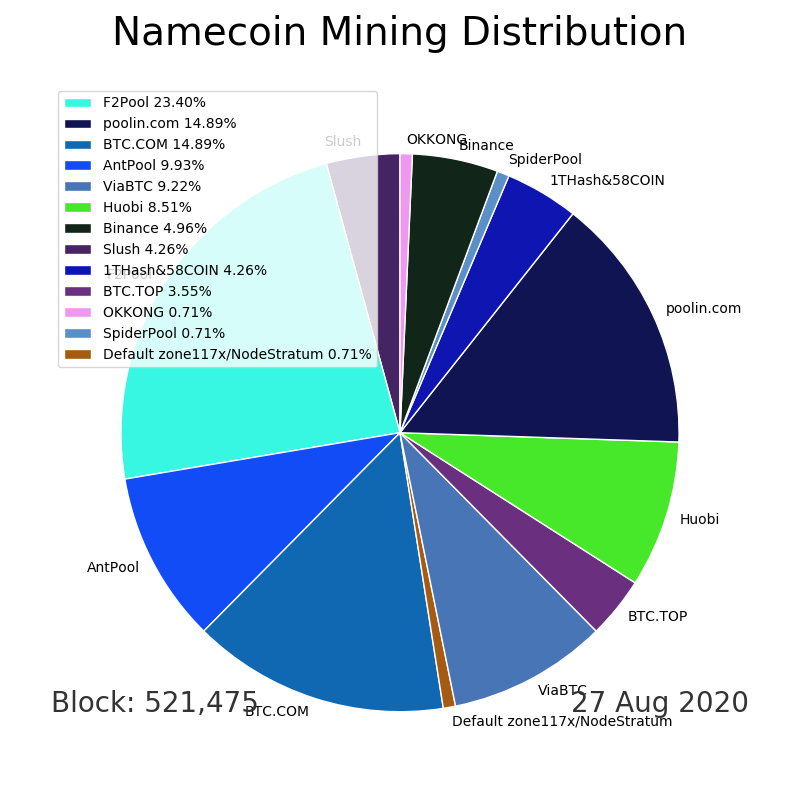 Namecoin Mining Distribution
F2Pool 23.40%
poolin.com 14.89%
BTC.COM 14.89%
AntPool 9.93%
ViaBTC 9.22%
Huobi 8.51%
Binance 4.96%
Slush 4.26%
1THash&58COIN 4.26%
BTC.TOP 3.55%
OKKONG 0.71%
SpiderPool 0.71%
Default zone117x/NodeStratum 0.71%
Slush
OKKONG
Binance
SpiderPool
1THash&58COIN
F2Pool
poolin.com
Huobi
AntPool
BTC.TOP
ViaBTC
BTC.COM
Default zone117x/NodeStratum
Block: 521,475
27 Aug 2020